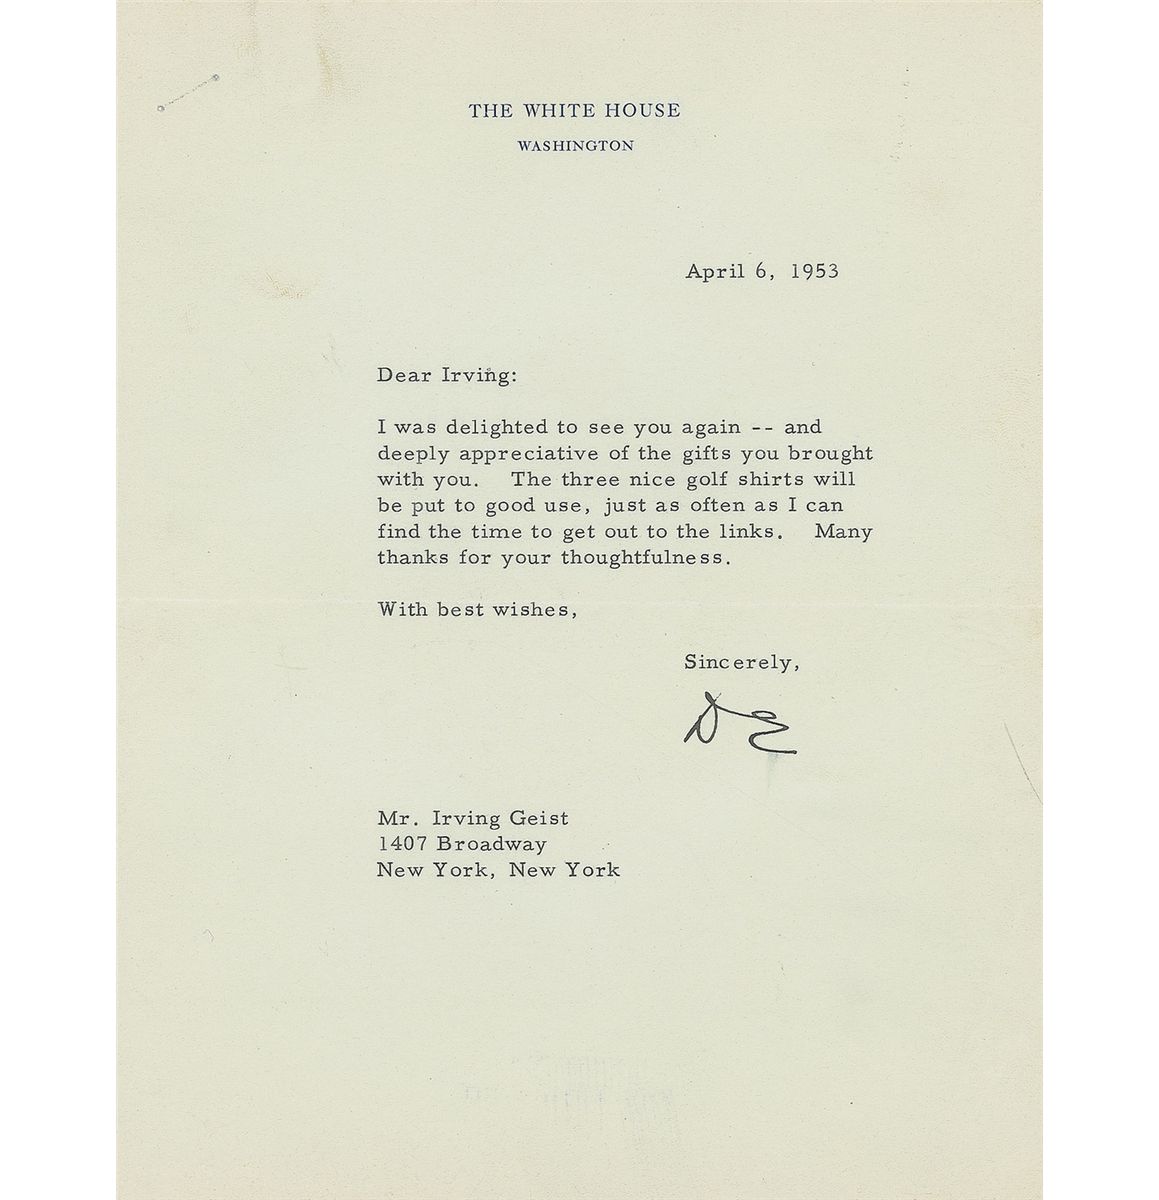 THE WHITE HOUSE
WASHINGTON
April 6, 1953
Dear Irving:
I was delighted to see you again -- and
deeply appreciative of the gifts you brought
with you. The three nice golf shirts will
be put to good use, just as often as I can
find the time to get out to the links. Many
thanks for your thoughtfulness.
With best wishes,
Sincerely,
DE
Mr. Irving Geist
1407 Broadway
New York, New York